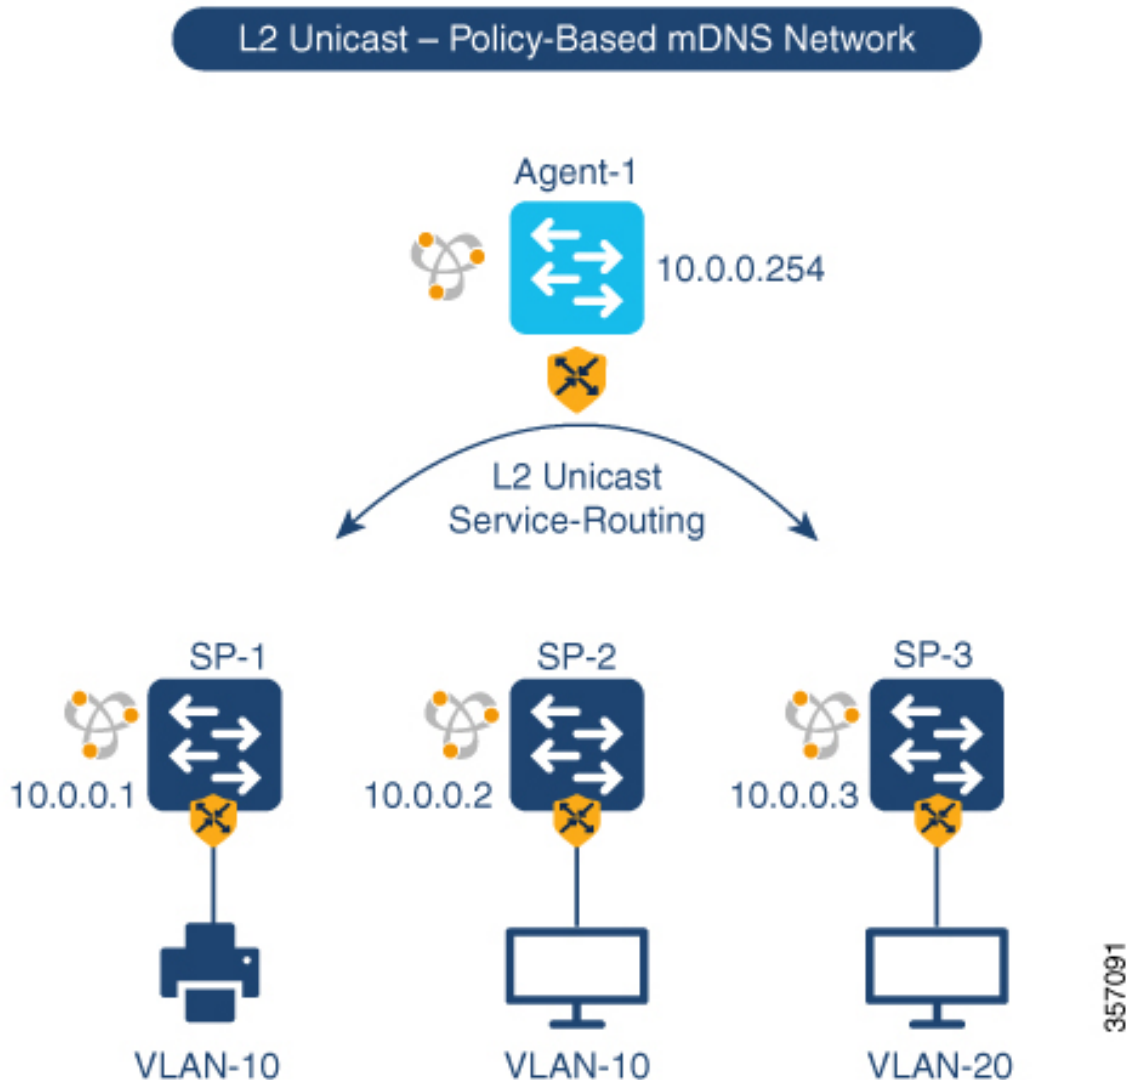 L2 Unicast – Policy-Based mDNS Network
Agent-1
10.0.0.254
L2 Unicast
Service-Routing
SP-1
SP-2
SP-3
10.0.0.1
10.0.0.2
10.0.0.3
VLAN-10
VLAN-10
VLAN-20
357091